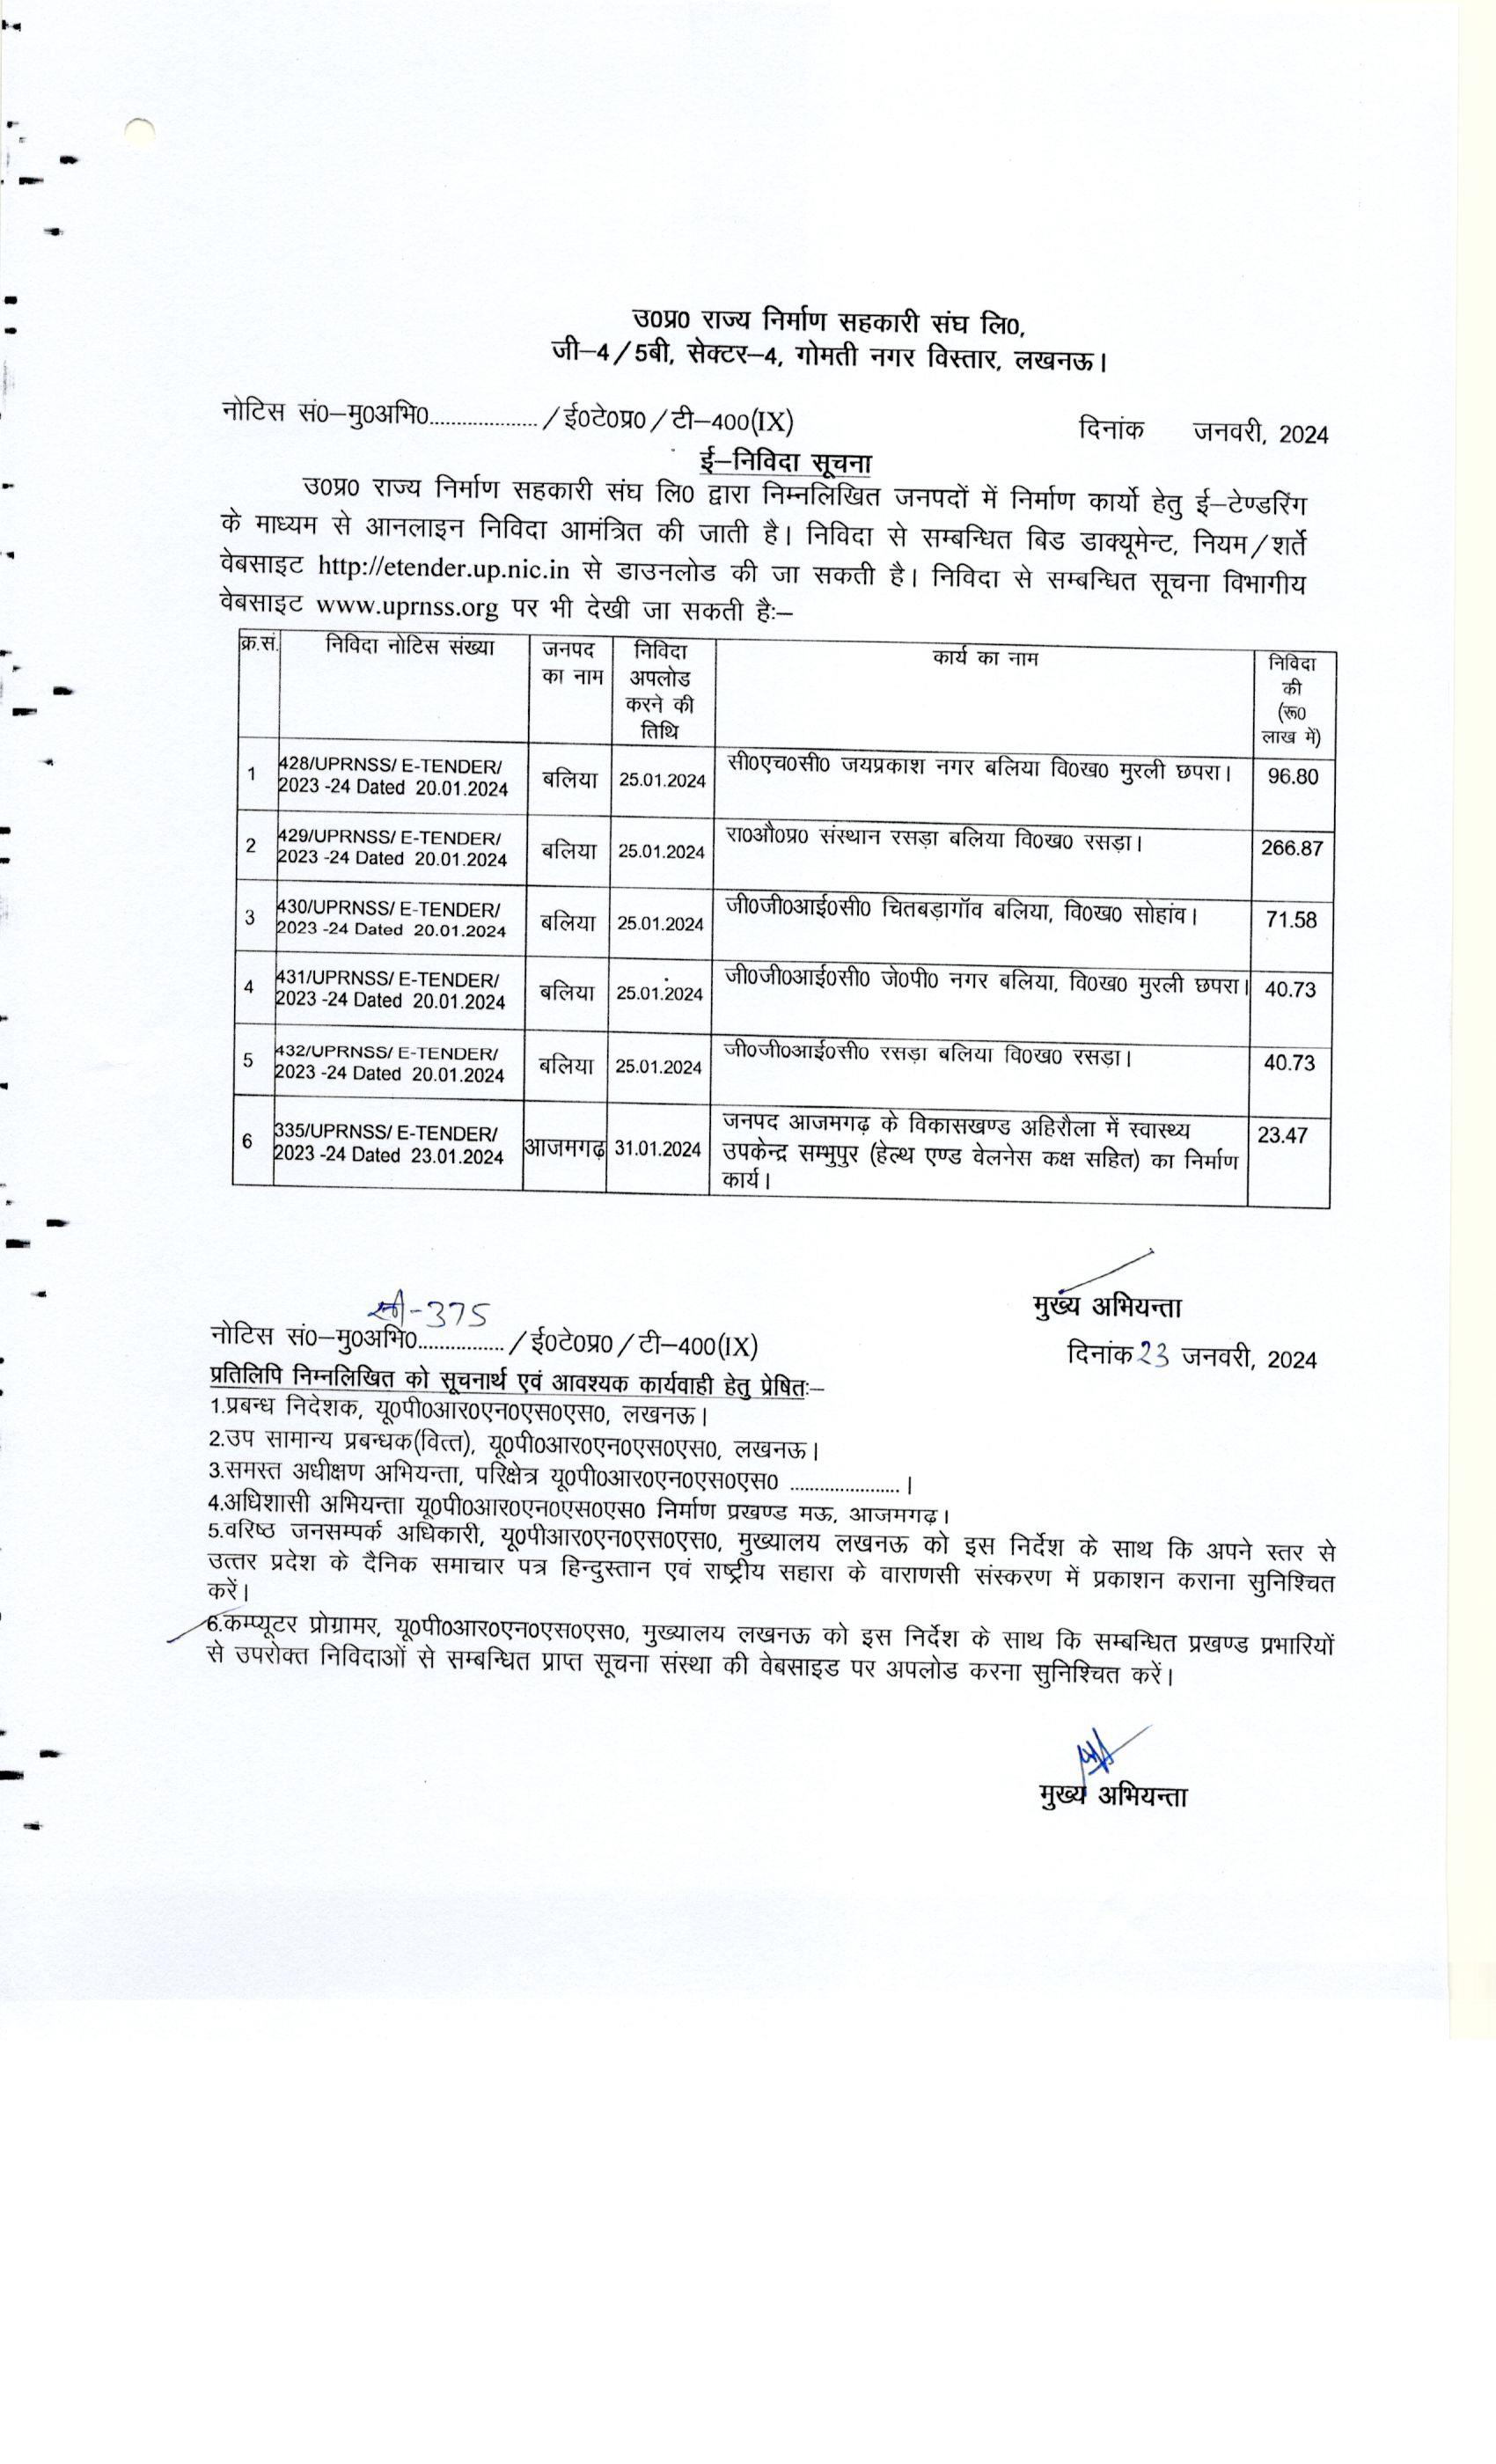 उ0प्र0 राज्य निर्माण सहकारी संघ लि0,
जी–4/5बी, सेक्टर–4, गोमती नगर विस्तार, लखनऊ।
नोटिस सं0–मु0अभि0.................... /ई0टे0प्र0/टी–400(IX) दिनांक जनवरी, 2024
ई–निविदा सूचना
उ0प्र0 राज्य निर्माण सहकारी संघ लि0 द्वारा निम्नलिखित जनपदों में निर्माण कार्यो हेतु ई–टेण्डरिंग
के माध्यम से आनलाइन निविदा आमंत्रित की जाती है। निविदा से सम्बन्धित बिड डाक्यूमेन्ट, नियम/शर्ते
वेबसाइट http://etender.up.nic.in से डाउनलोड की जा सकती है। निविदा से सम्बन्धित सूचना विभागीय
वेबसाइट www.uprnss.org पर भी देखी जा सकती है:–
क्र.सं. निविदा नोटिस संख्या जनपद का नाम निविदा अपलोड करने की तिथि कार्य का नाम निविदा की (रू0 लाख में)
1 428/UPRNSS/ E-TENDER/ 2023 -24 Dated 20.01.2024 बलिया 25.01.2024 सी0एच0सी0 जयप्रकाश नगर बलिया वि0ख0 मुरली छपरा। 96.80
2 429/UPRNSS/ E-TENDER/ 2023 -24 Dated 20.01.2024 बलिया 25.01.2024 रा0औ0प्र0 संस्थान रसड़ा बलिया वि0ख0 रसड़ा। 266.87
3 430/UPRNSS/ E-TENDER/ 2023 -24 Dated 20.01.2024 बलिया 25.01.2024 जी0जी0आई0सी0 चितबड़ागॉव बलिया, वि0ख0 सोहांव। 71.58
4 431/UPRNSS/ E-TENDER/ 2023 -24 Dated 20.01.2024 बलिया 25.01.2024 जी0जी0आई0सी0 जे0पी0 नगर बलिया, वि0ख0 मुरली छपरा। 40.73
5 432/UPRNSS/ E-TENDER/ 2023 -24 Dated 20.01.2024 बलिया 25.01.2024 जी0जी0आई0सी0 रसड़ा बलिया वि0ख0 रसड़ा। 40.73
6 335/UPRNSS/ E-TENDER/ 2023 -24 Dated 23.01.2024 आजमगढ़ 31.01.2024 जनपद आजमगढ़ के विकासखण्ड अहिरौला में स्वास्थ्य उपकेन्द्र सम्भुपुर (हेल्थ एण्ड वेलनेस कक्ष सहित) का निर्माण कार्य। 23.47
मुख्य अभियन्ता
-375
नोटिस सं0–मु0अभि0................ /ई0टे0प्र0/टी–400(IX) दिनांक 23 जनवरी, 2024
प्रतिलिपि निम्नलिखित को सूचनार्थ एवं आवश्यक कार्यवाही हेतु प्रेषित:–
1.प्रबन्ध निदेशक, यू0पी0आर0एन0एस0एस0, लखनऊ।
2.उप सामान्य प्रबन्धक(वित्त), यू0पी0आर0एन0एस0एस0, लखनऊ।
3.समस्त अधीक्षण अभियन्ता, परिक्षेत्र यू0पी0आर0एन0एस0एस0 ....................... ।
4.अधिशासी अभियन्ता यू0पी0आर0एन0एस0एस0 निर्माण प्रखण्ड मऊ, आजमगढ़।
5.वरिष्ठ जनसम्पर्क अधिकारी, यू0पीआर0एन0एस0एस0, मुख्यालय लखनऊ को इस निर्देश के साथ कि अपने स्तर से
उत्तर प्रदेश के दैनिक समाचार पत्र हिन्दुस्तान एवं राष्ट्रीय सहारा के वाराणसी संस्करण में प्रकाशन कराना सुनिश्चित
करें।
6.कम्प्यूटर प्रोग्रामर, यू0पी0आर0एन0एस0एस0, मुख्यालय लखनऊ को इस निर्देश के साथ कि सम्बन्धित प्रखण्ड प्रभारियों
से उपरोक्त निविदाओं से सम्बन्धित प्राप्त सूचना संस्था की वेबसाइड पर अपलोड करना सुनिश्चित करें।
मुख्य अभियन्ता